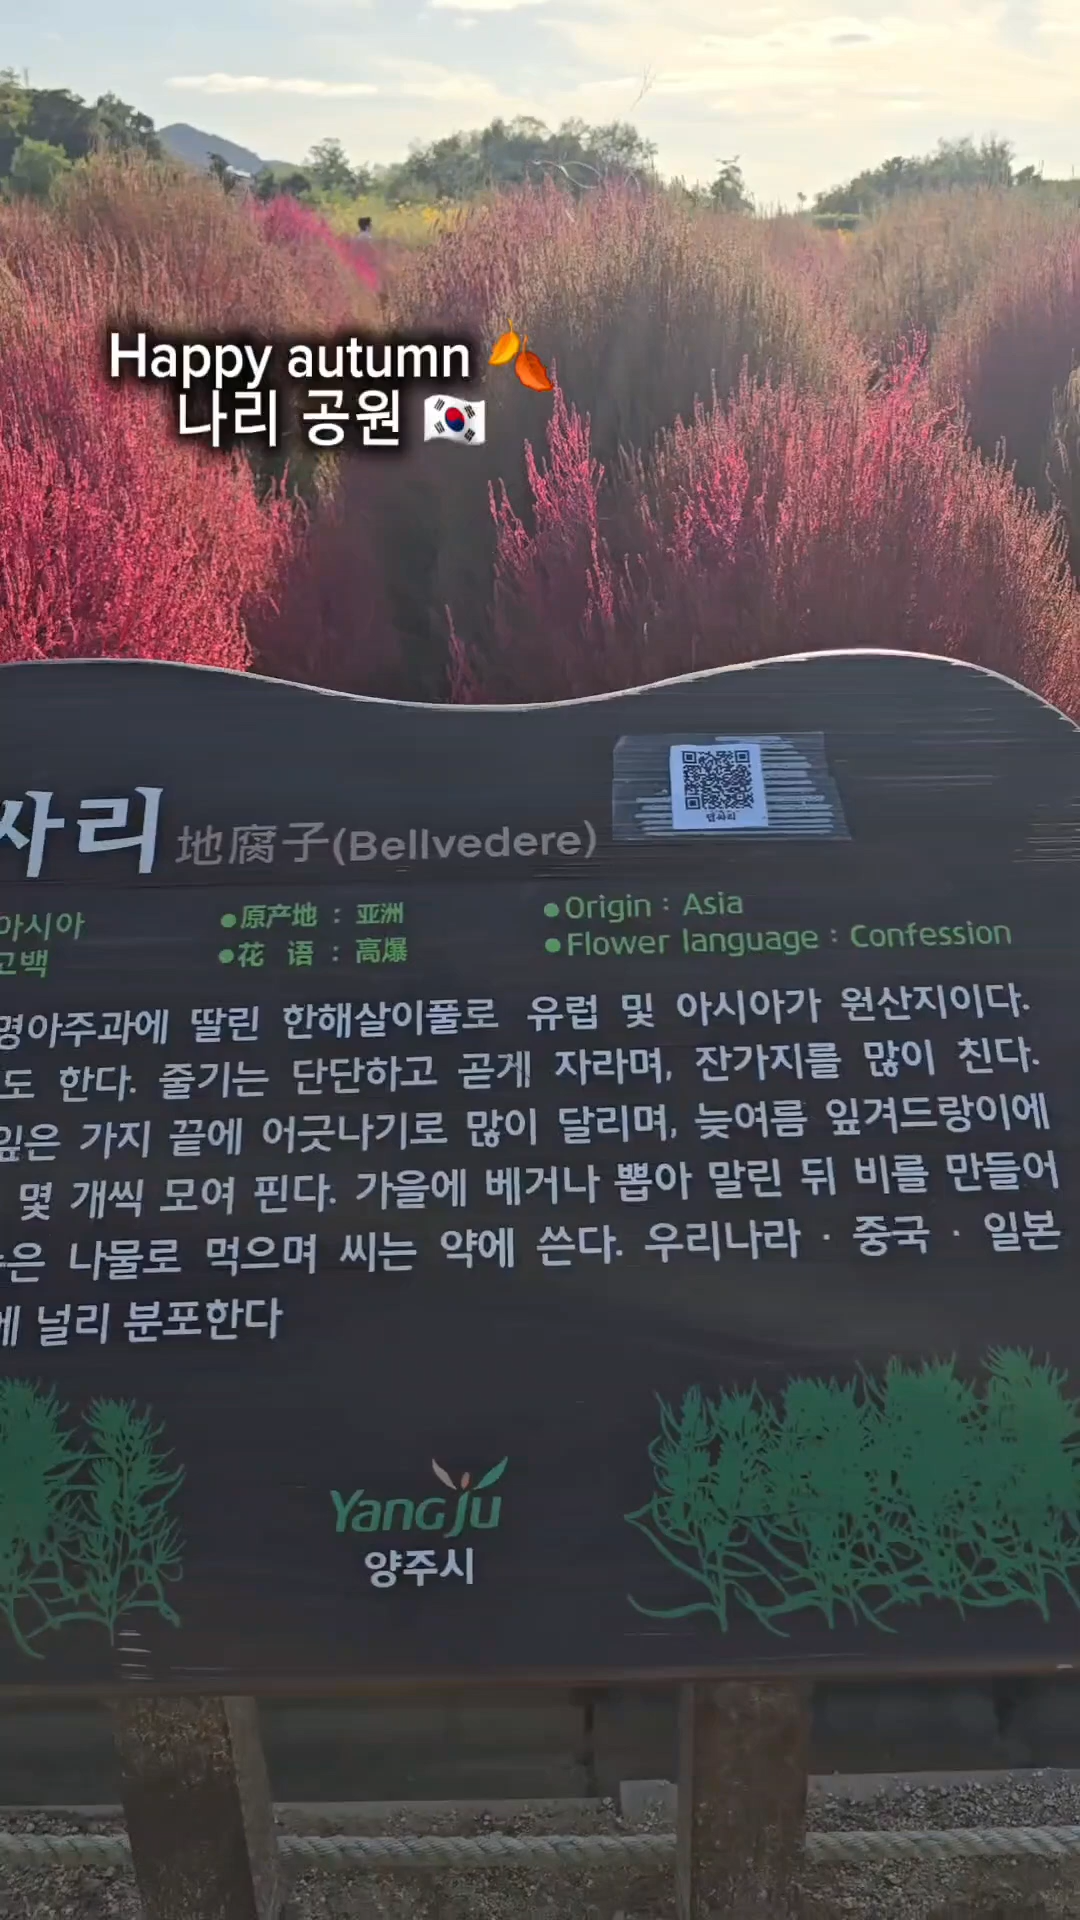 Happy autumn
나리 공원
싸리 地腐子(Bellvedere)
댑싸리
아시아 ●原产地 : 亚洲 ●Origin : Asia
고백 ●花 语 : 高爆 ●Flower language : Confession
명아주과에 딸린 한해살이풀로 유럽 및 아시아가 원산지이다.
도 한다. 줄기는 단단하고 곧게 자라며, 잔가지를 많이 친다.
잎은 가지 끝에 어긋나기로 많이 달리며, 늦여름 잎겨드랑이에
몇 개씩 모여 핀다. 가을에 베거나 뽑아 말린 뒤 비를 만들어
은 나물로 먹으며 씨는 약에 쓴다. 우리나라 · 중국 · 일본
에 널리 분포한다
YangJu
양주시